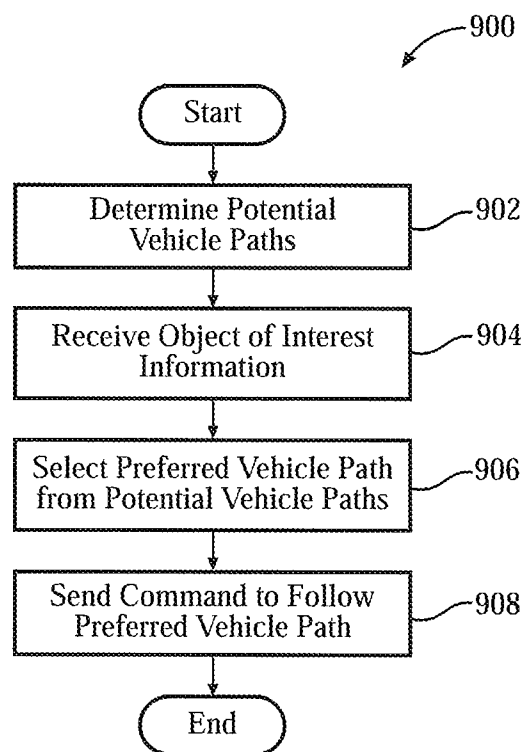 900
Start
Determine Potential
Vehicle Paths
902
Receive Object of Interest
Information
904
Select Preferred Vehicle Path
from Potential Vehicle Paths
906
Send Command to Follow
Preferred Vehicle Path
908
End